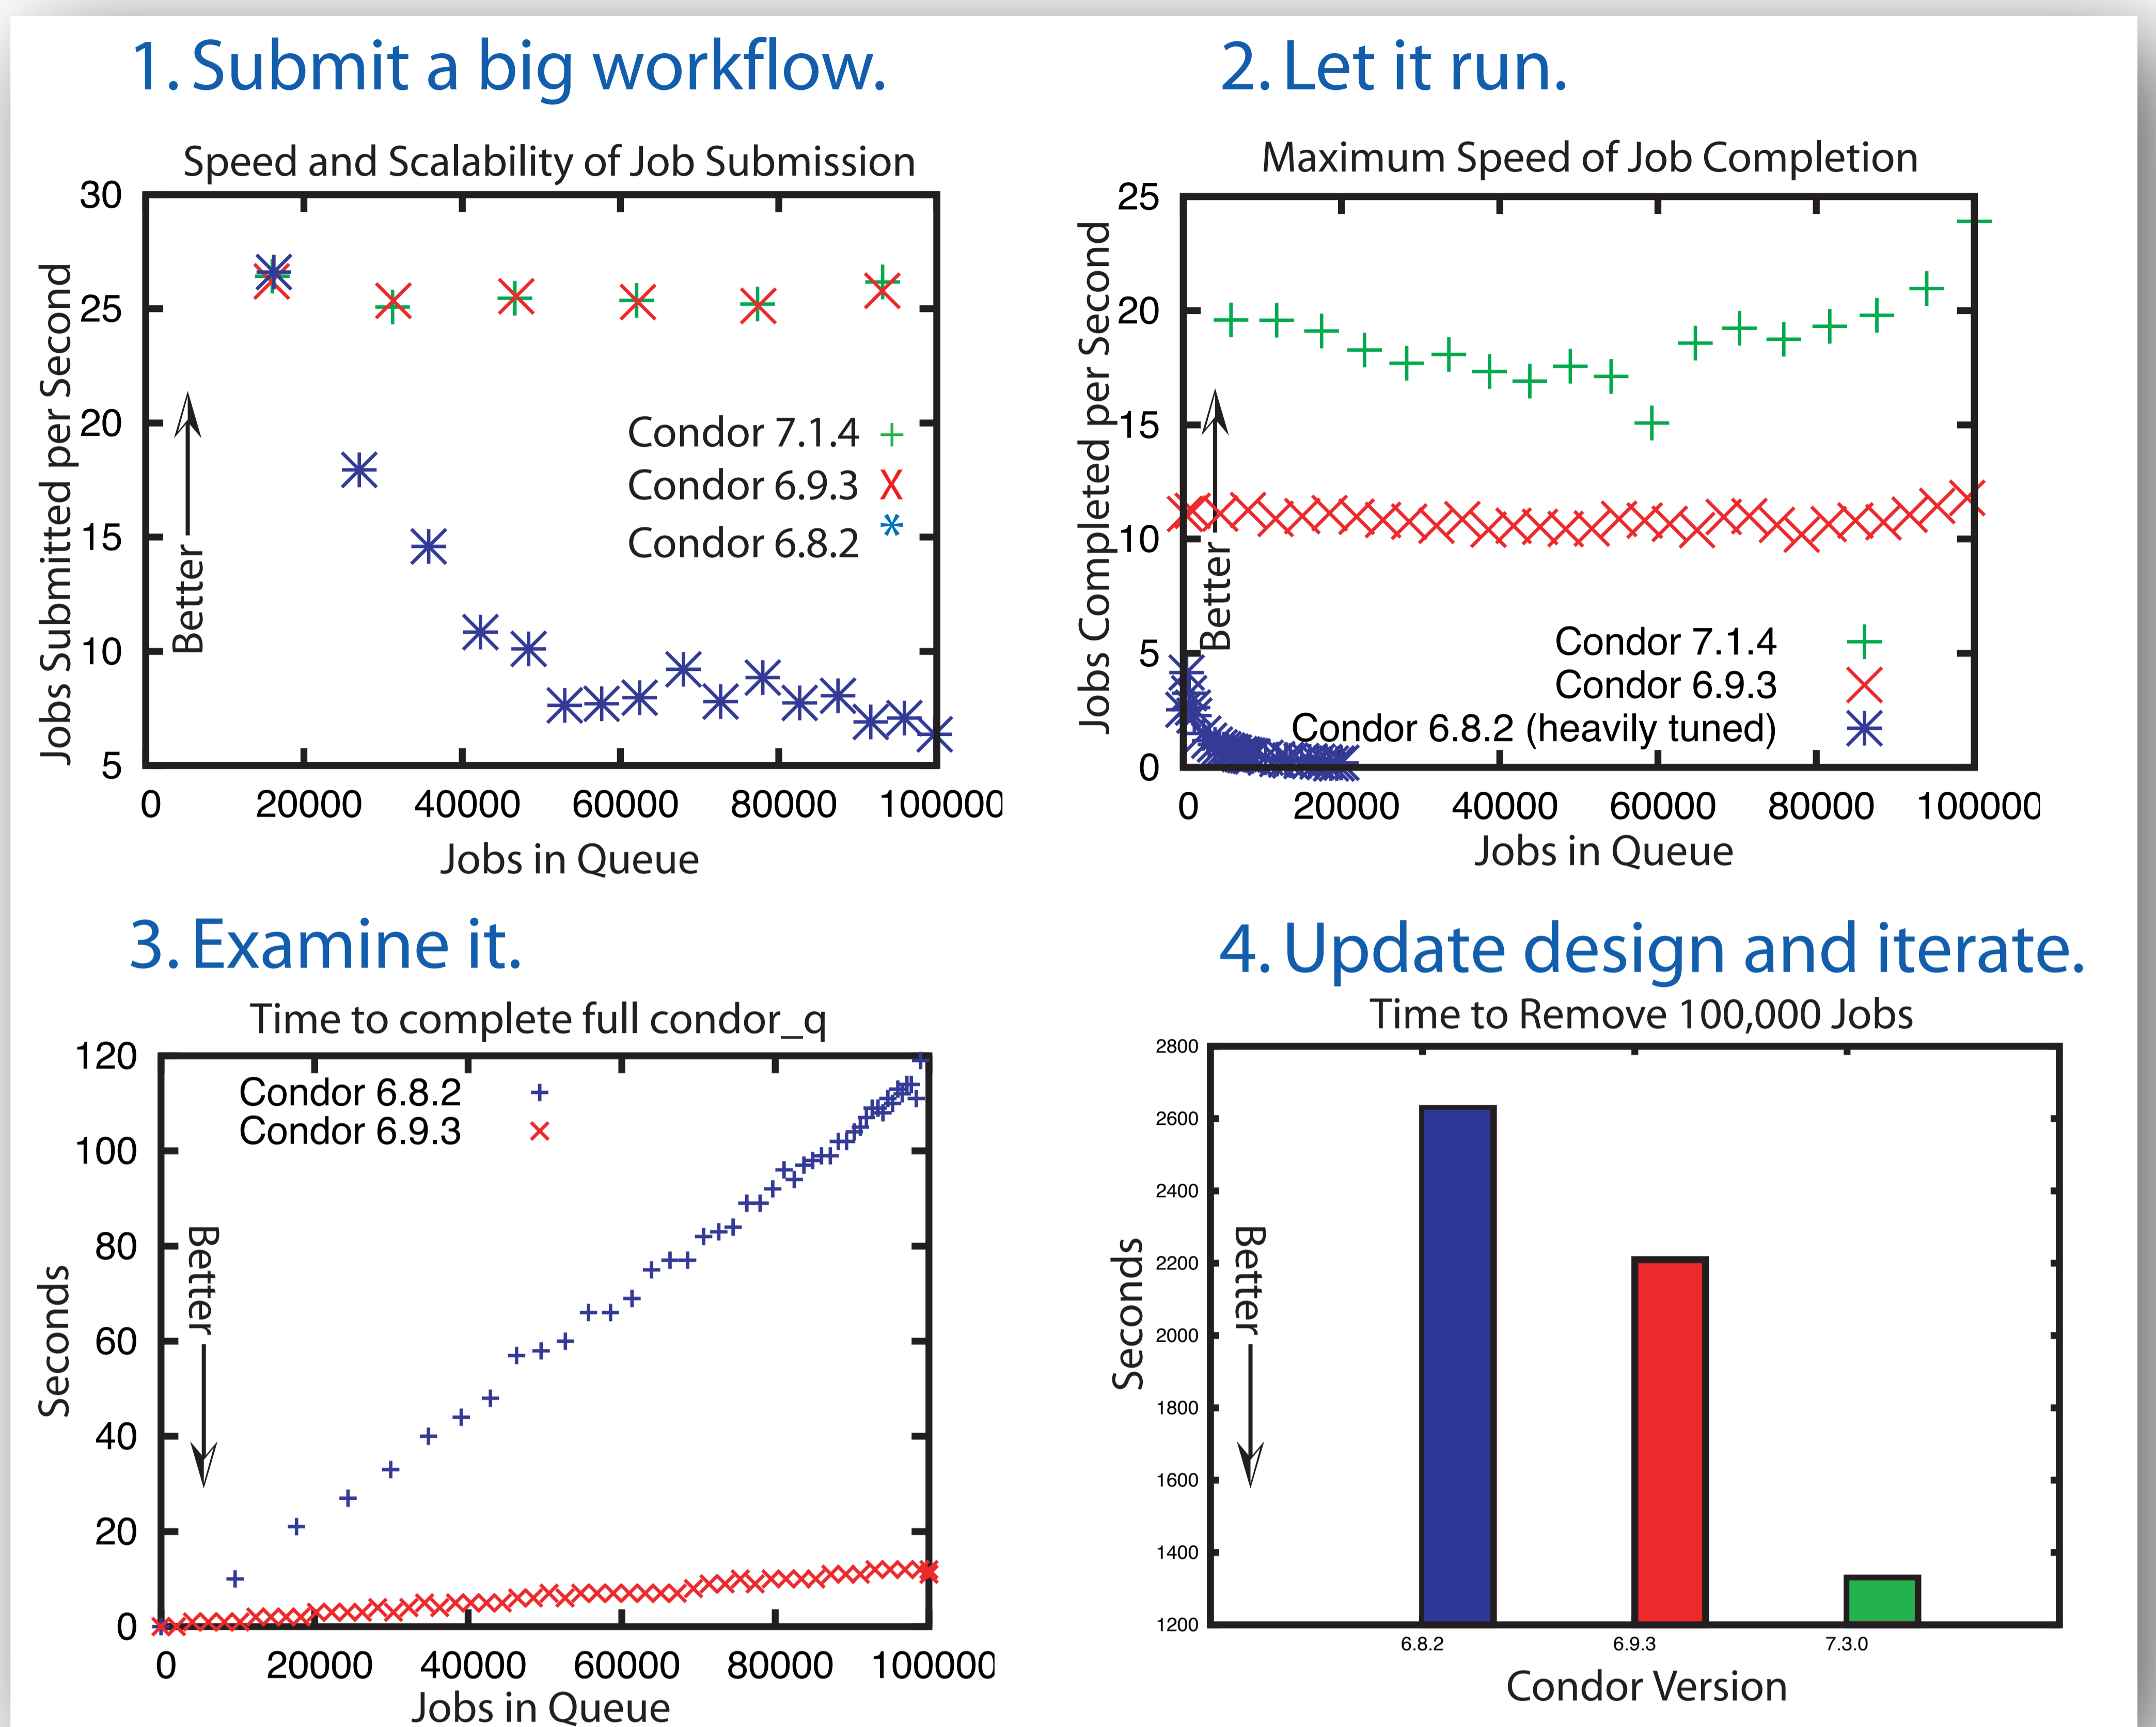 1. Submit a big workflow.
Speed and Scalability of Job Submission
Jobs Submitted per Second
30
25
20
15
10
5
Better
Condor 7.1.4
Condor 6.9.3
Condor 6.8.2
0 20000 40000 60000 80000 100000
Jobs in Queue
2. Let it run.
Maximum Speed of Job Completion
Jobs Completed per Second
25
20
15
10
5
0
Better
Condor 7.1.4
Condor 6.9.3
Condor 6.8.2 (heavily tuned)
0 20000 40000 60000 80000 100000
Jobs in Queue
3. Examine it.
Time to complete full condor_q
Seconds
120
100
80
60
40
20
0
Condor 6.8.2
Condor 6.9.3
Better
0 20000 40000 60000 80000 100000
Jobs in Queue
4. Update design and iterate.
Time to Remove 100,000 Jobs
Seconds
2800
2600
2400
2200
2000
1800
1600
1400
1200
Better
6.8.2 6.9.3 7.3.0
Condor Version